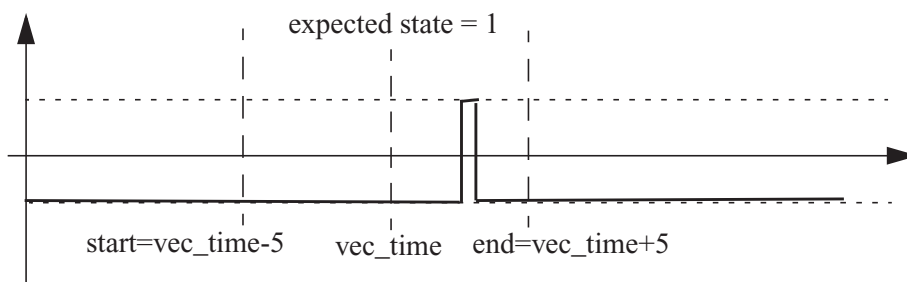 expected state = 1
start=vec_time-5 vec_time end=vec_time+5